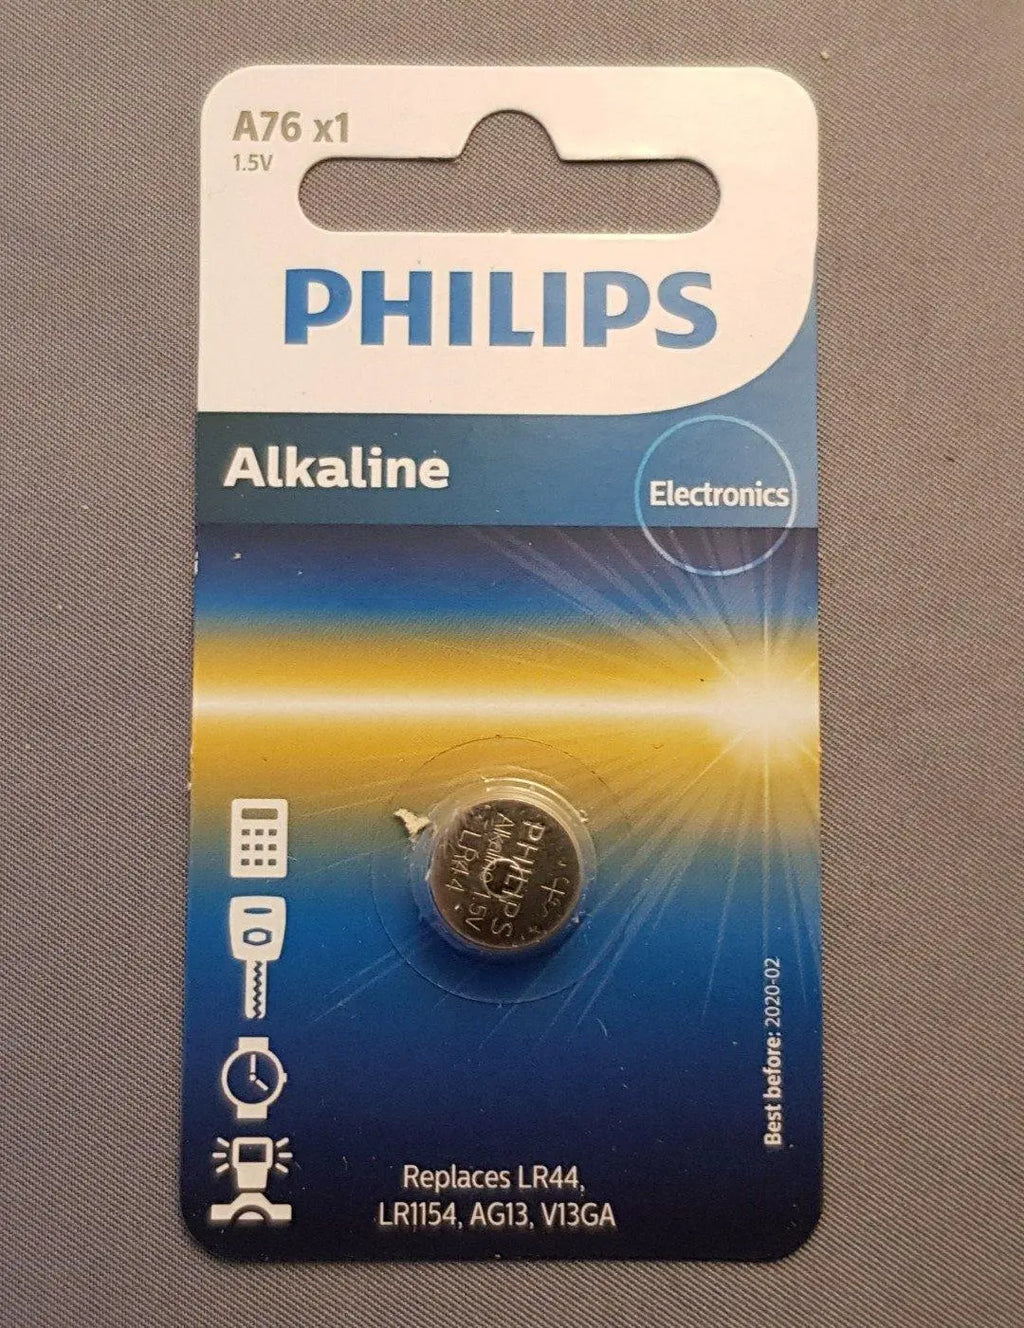 A76 x1
1.5V
PHILIPS
Alkaline
Electronics
PHILIPS
Alkaline 1.5V
LR44
Best before: 2020-02
Replaces LR44,
LR1154, AG13, V13GA